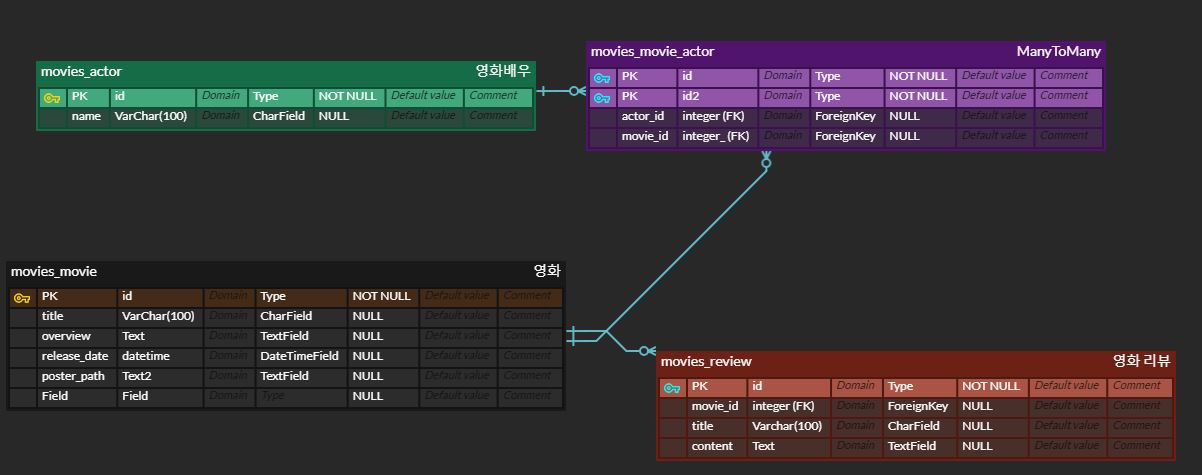 movies_actor 영화배우
PK id Domain Type NOT NULL Default value Comment
name VarChar(100) Domain CharField NULL Default value Comment
movies_movie_actor ManyToMany
PK id Domain Type NOT NULL Default value Comment
PK id2 Domain Type NOT NULL Default value Comment
actor_id integer (FK) Domain ForeignKey NULL Default value Comment
movie_id integer_ (FK) Domain ForeignKey NULL Default value Comment
movies_movie 영화
PK id Domain Type NOT NULL Default value Comment
title VarChar(100) Domain CharField NULL Default value Comment
overview Text Domain TextField NULL Default value Comment
release_date datetime Domain DateTimeField NULL Default value Comment
poster_path Text2 Domain TextField NULL Default value Comment
Field Field Domain Type NULL Default value Comment
movies_review 영화 리뷰
PK id Domain Type NOT NULL Default value Comment
movie_id integer (FK) Domain ForeignKey NULL Default value Comment
title Varchar(100) Domain CharField NULL Default value Comment
content Text Domain TextField NULL Default value Comment